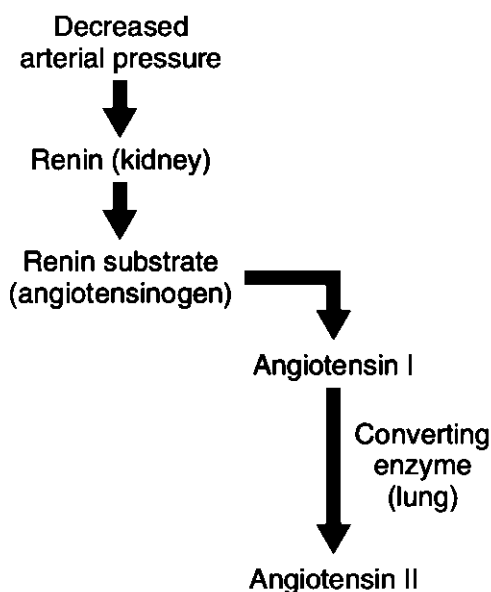 Decreased
arterial pressure
Renin (kidney)
Renin substrate
(angiotensinogen)
Angiotensin I
Converting
enzyme
(lung)
Angiotensin II